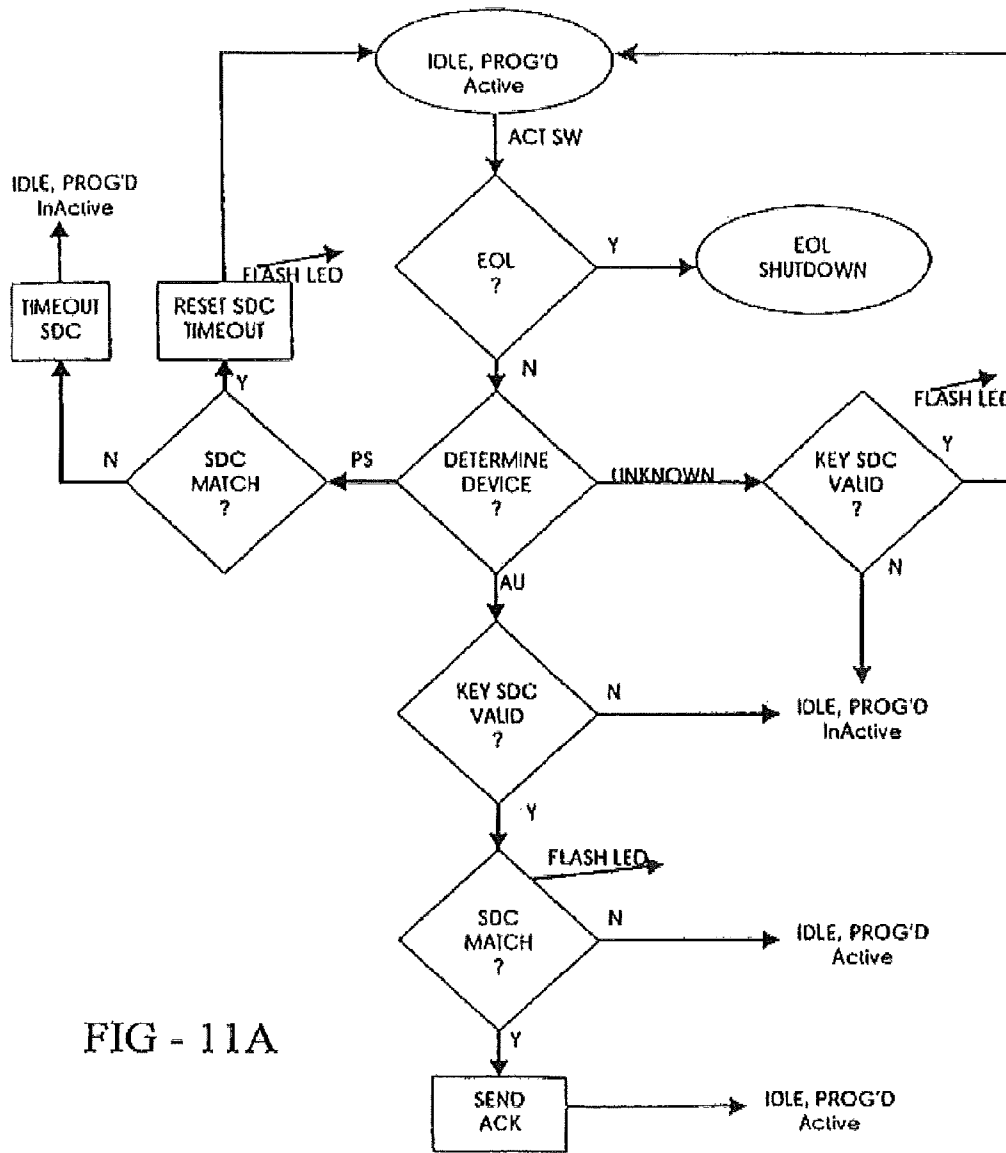 IDLE, PROG'D
Active
ACT SW
IDLE, PROG'D
InActive
EOL
?
Y
EOL
SHUTDOWN
FLASH LED
TIMEOUT
SDC
RESET SDC
TIMEOUT
N
FLASH LED
Y
N
SDC
MATCH
?
PS
DETERMINE
DEVICE
?
UNKNOWN
KEY SDC
VALID
?
Y
N
AU
KEY SDC
VALID
?
N
IDLE, PROG'D
InActive
Y
FLASH LED
SDC
MATCH
?
N
IDLE, PROG'D
Active
Y
FIG - 11A
SEND
ACK
IDLE, PROG'D
Active